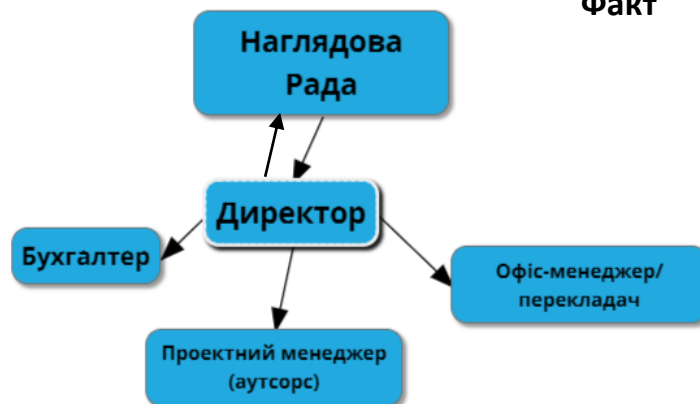 Факт
Наглядова
Рада
Директор
Бухгалтер
Офіс-менеджер/
перекладач
Проектний менеджер
(аутсорс)